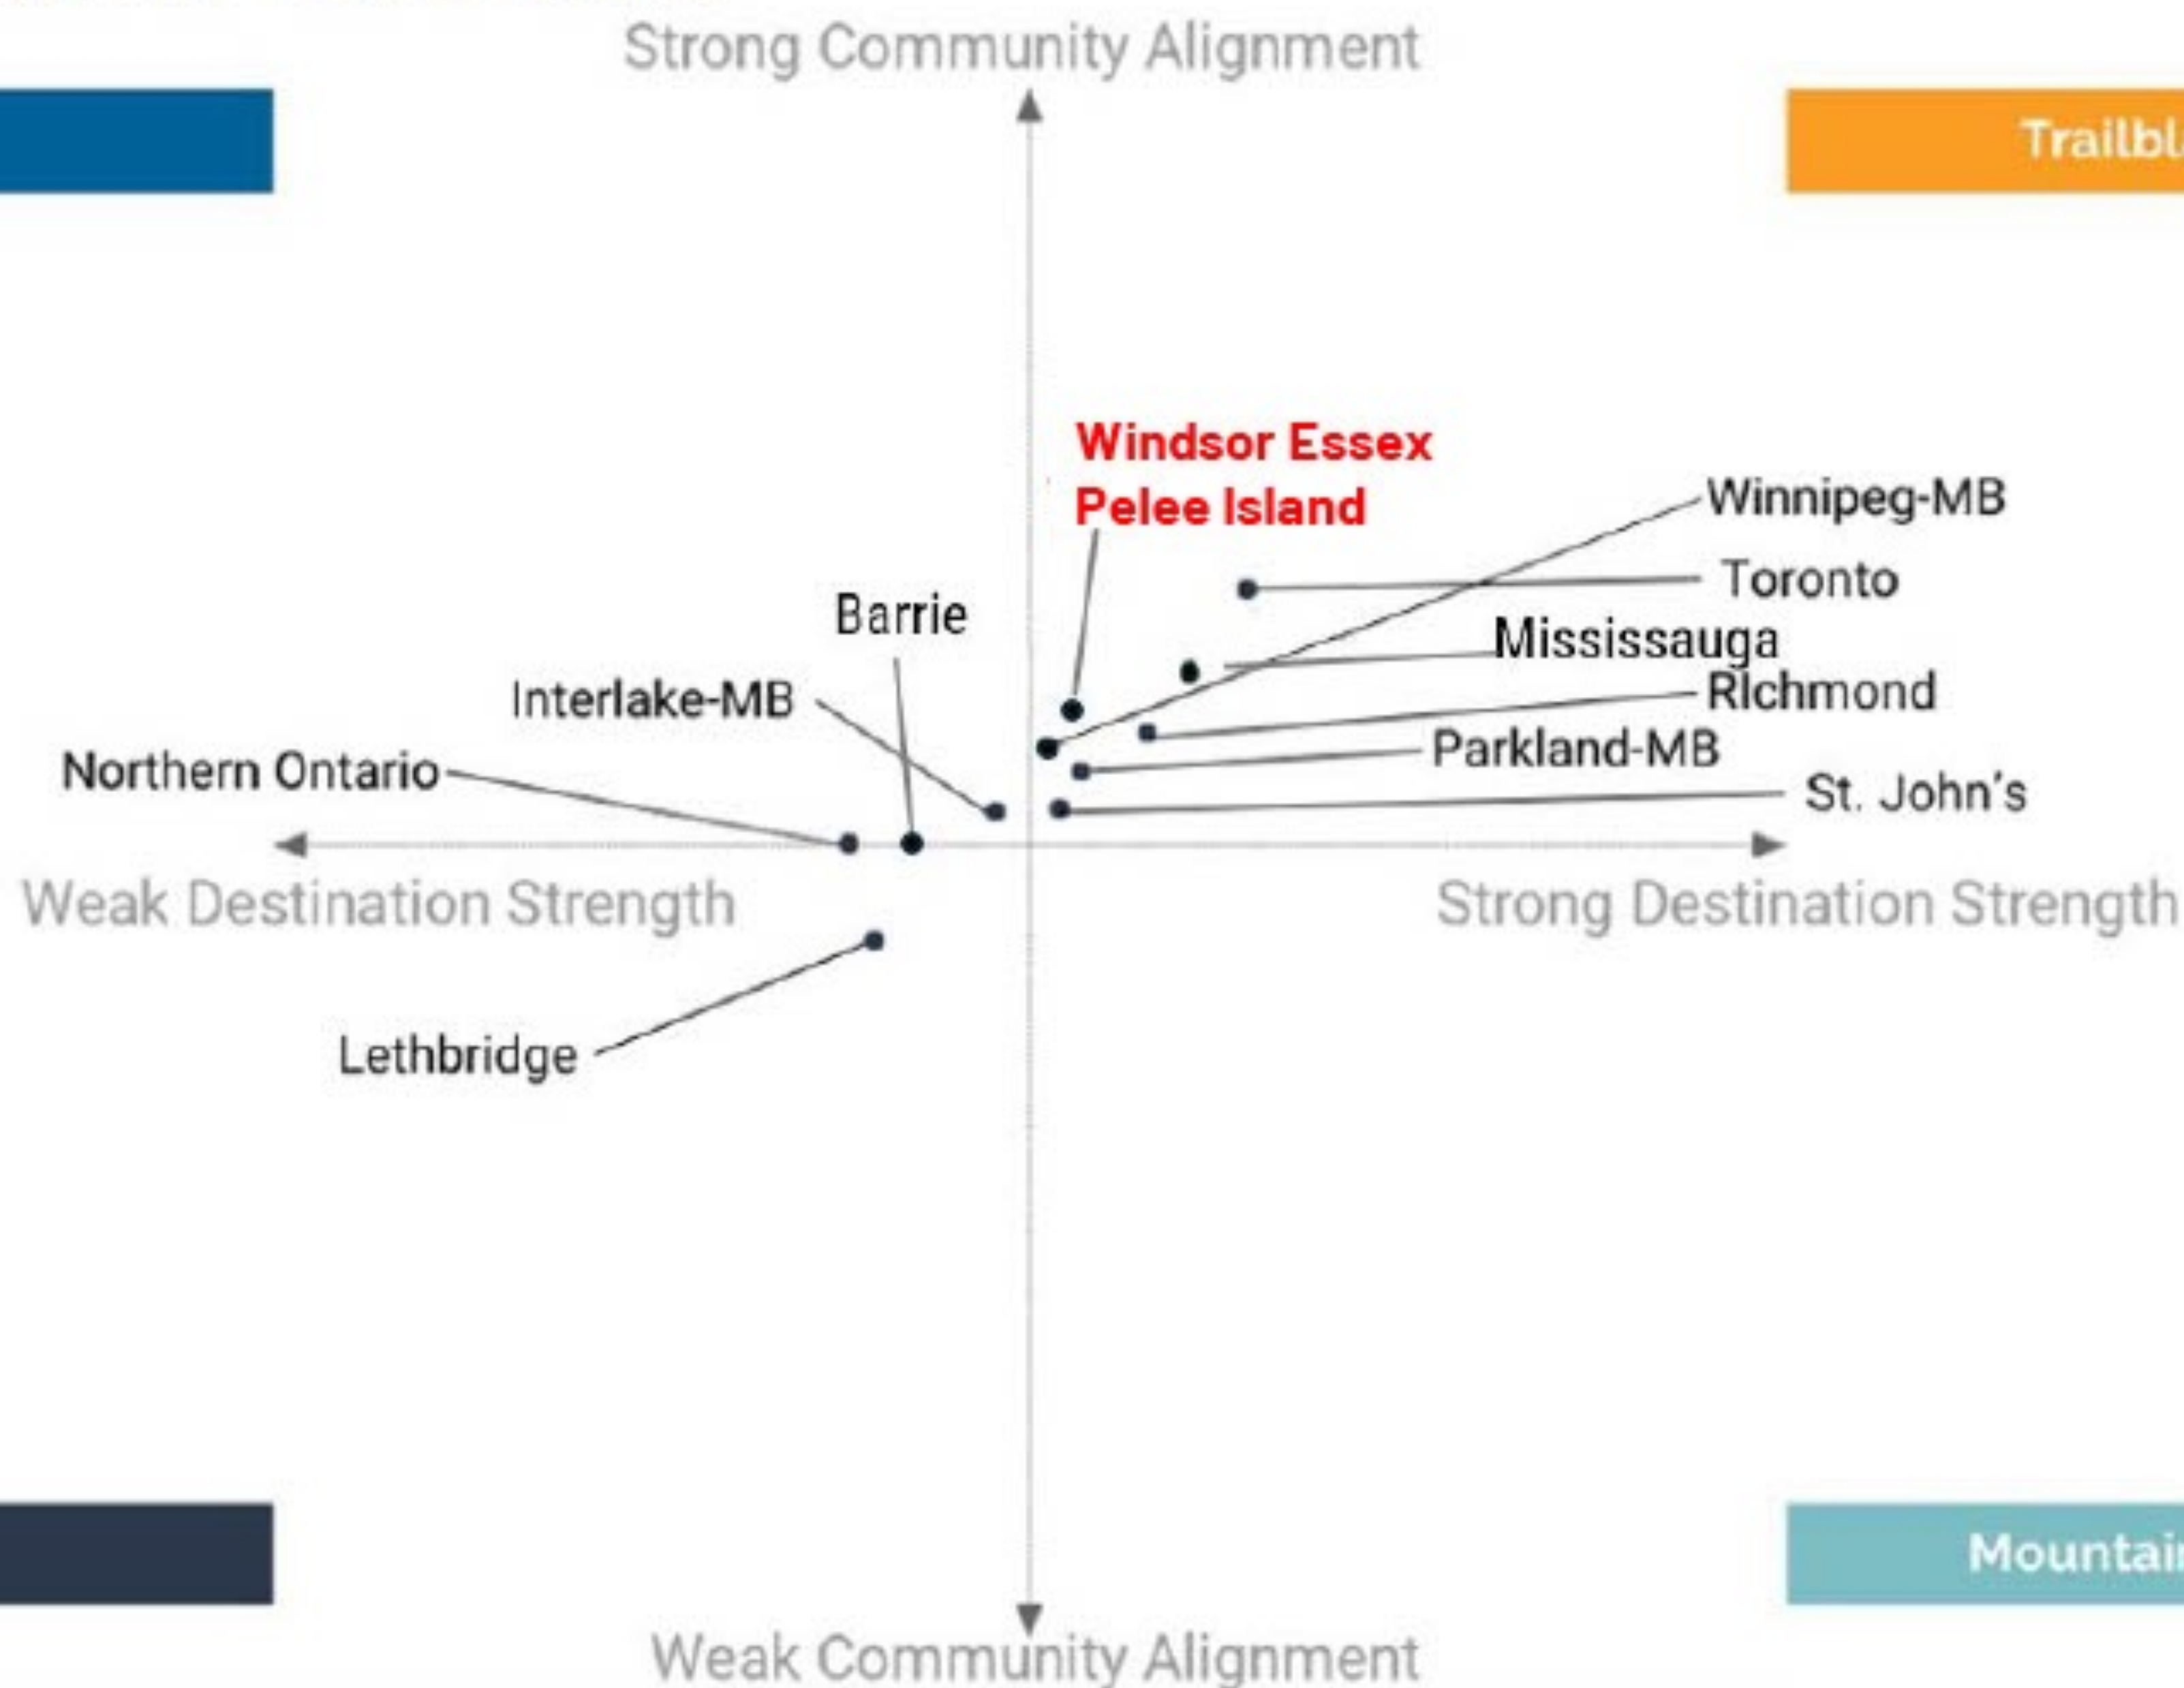 Strong Community Alignment
Trailbl
Windsor Essex
Pelee Island
Winnipeg-MB
Toronto
Barrie
Mississauga
Interlake-MB
RIchmond
Parkland-MB
Northern Ontario
St. John's
Weak Destination Strength
Strong Destination Strength
Lethbridge
Mountai
Weak Community Alignment